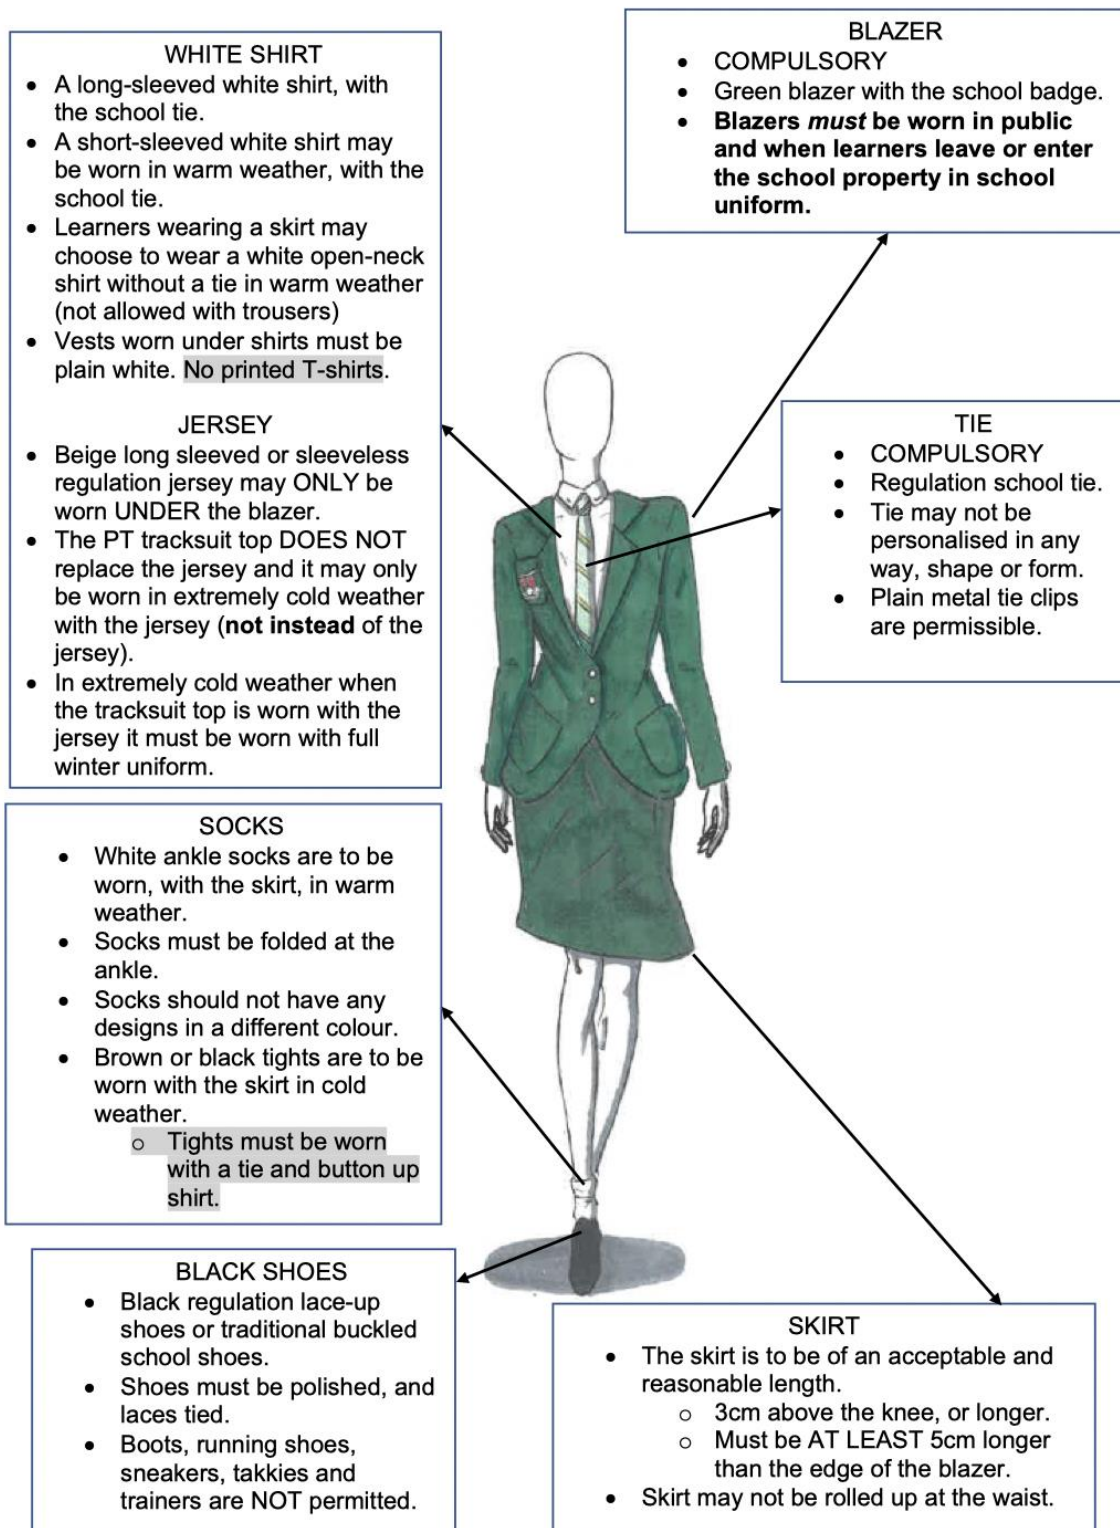 WHITE SHIRT
• A long-sleeved white shirt, with
the school tie.
• A short-sleeved white shirt may
be worn in warm weather, with the
school tie.
• Learners wearing a skirt may
choose to wear a white open-neck
shirt without a tie in warm weather
(not allowed with trousers)
• Vests worn under shirts must be
plain white. No printed T-shirts.
JERSEY
• Beige long sleeved or sleeveless
regulation jersey may ONLY be
worn UNDER the blazer.
• The PT tracksuit top DOES NOT
replace the jersey and it may only
be worn in extremely cold weather
with the jersey (not instead of the
jersey).
• In extremely cold weather when
the tracksuit top is worn with the
jersey it must be worn with full
winter uniform.
BLAZER
• COMPULSORY
• Green blazer with the school badge.
• Blazers must be worn in public
and when learners leave or enter
the school property in school
uniform.
TIE
• COMPULSORY
• Regulation school tie.
• Tie may not be
personalised in any
way, shape or form.
• Plain metal tie clips
are permissible.
SOCKS
• White ankle socks are to be
worn, with the skirt, in warm
weather.
• Socks must be folded at the
ankle.
• Socks should not have any
designs in a different colour.
• Brown or black tights are to be
worn with the skirt in cold
weather.
o Tights must be worn
with a tie and button up
shirt.
BLACK SHOES
• Black regulation lace-up
shoes or traditional buckled
school shoes.
• Shoes must be polished, and
laces tied.
• Boots, running shoes,
sneakers, takkies and
trainers are NOT permitted.
SKIRT
• The skirt is to be of an acceptable and
reasonable length.
o 3cm above the knee, or longer.
o Must be AT LEAST 5cm longer
than the edge of the blazer.
• Skirt may not be rolled up at the waist.